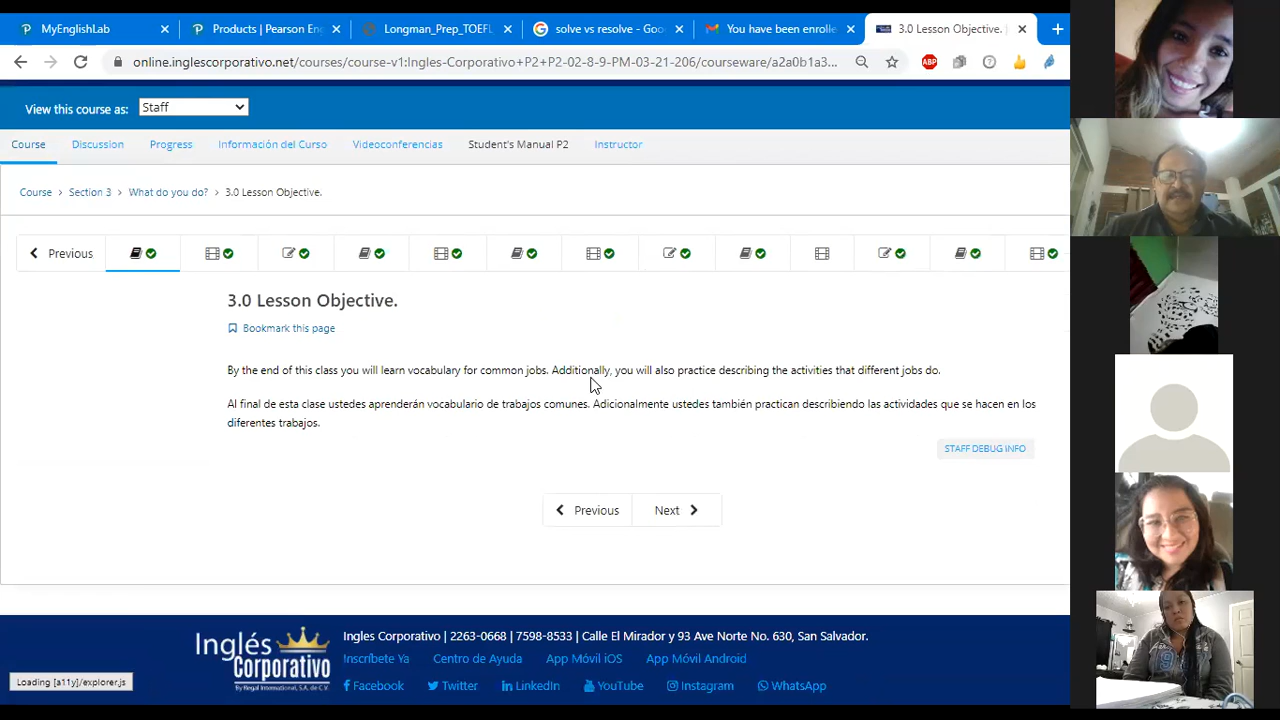 MyEnglishLab
Products | Pearson En
Longman_Prep_TOEFL
solve vs resolve - Goo
You have been enrolle
3.0 Lesson Objective.
online.inglescorporativo.net/courses/course-v1:Ingles-Corporativo+P2+P2-02-8-9-PM-03-21-206/courseware/a2a0b1a3...
ABP
View this course as: Staff
Course Discussion Progress Información del Curso Videoconferencias Student's Manual P2 Instructor
Course > Section 3 > What do you do? > 3.0 Lesson Objective.
Previous
3.0 Lesson Objective.
Bookmark this page
By the end of this class you will learn vocabulary for common jobs. Additionally, you will also practice describing the activities that different jobs do.
Al final de esta clase ustedes aprenderán vocabulario de trabajos comunes. Adicionalmente ustedes también practican describiendo las actividades que se hacen en los
diferentes trabajos.
STAFF DEBUG INFO
Previous Next
Inglés
Corporativo
Ingles Corporativo | 2263-0668 | 7598-8533 | Calle El Mirador y 93 Ave Norte No. 630, San Salvador.
Inscríbete Ya Centro de Ayuda App Móvil iOS App Móvil Android
Facebook Twitter LinkedIn YouTube Instagram WhatsApp
Loading [a11y]/explorer.js